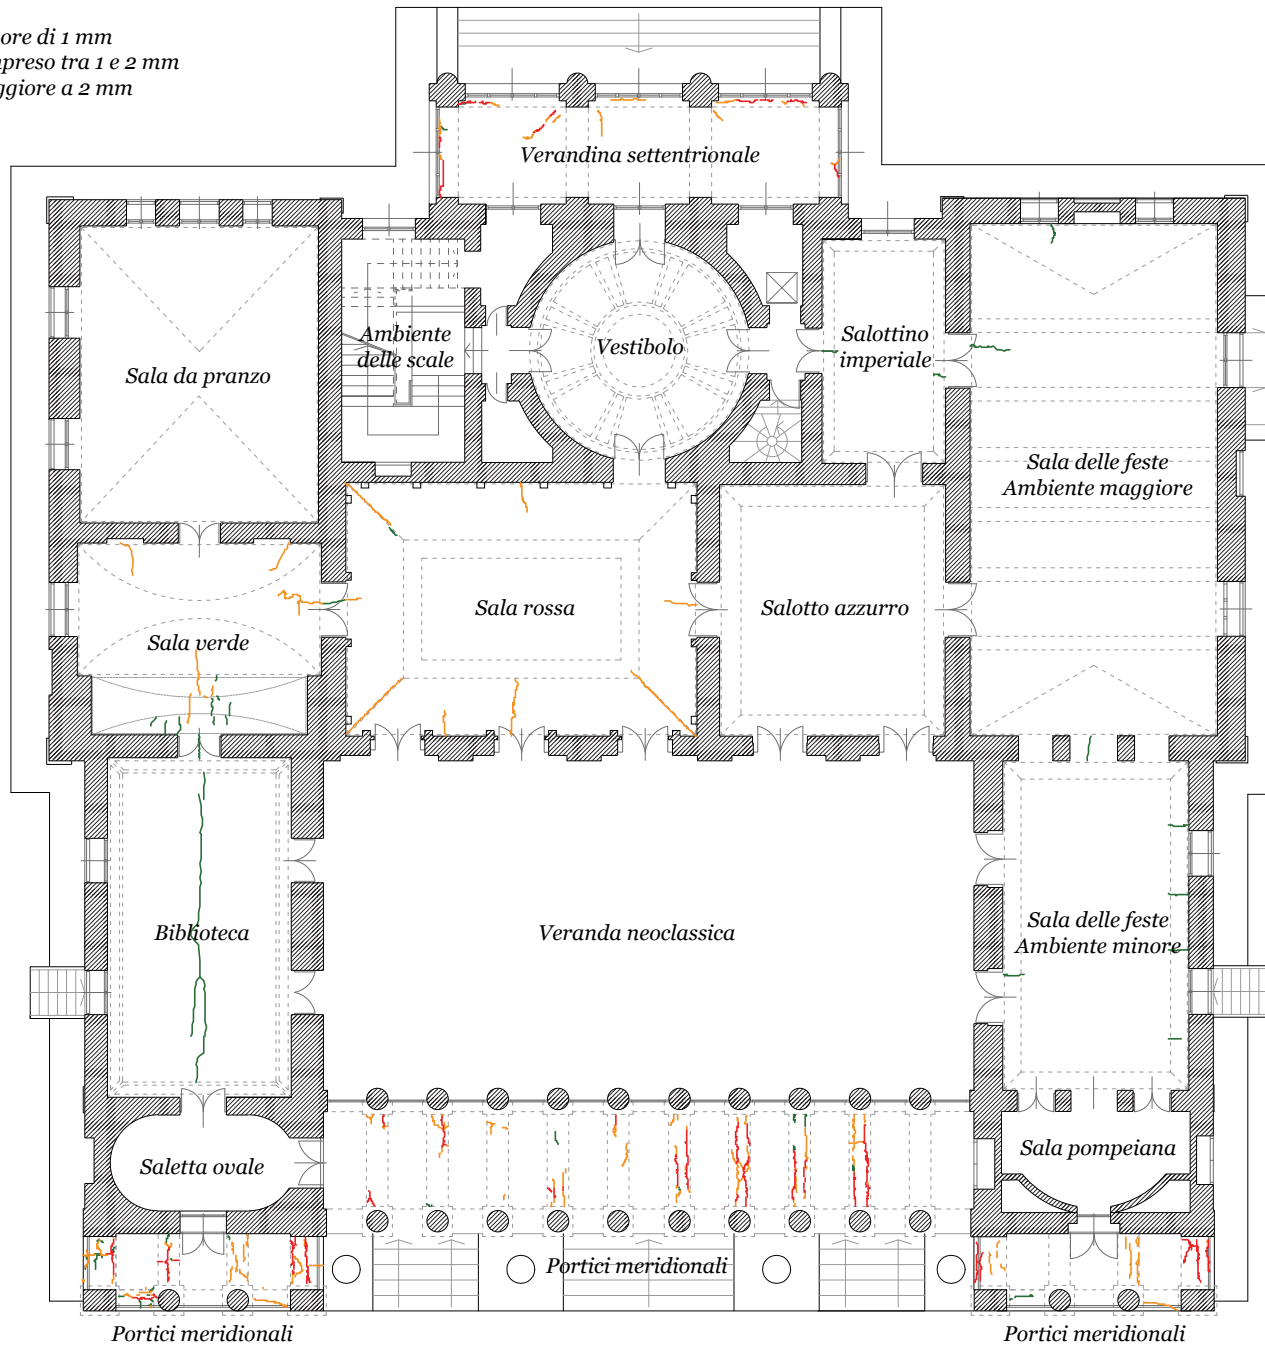 ore di 1 mm
preso tra 1 e 2 mm
ggiore a 2 mm
Verandina settentrionale
Ambiente
delle scale
Vestibolo
Salottino
imperiale
Sala da pranzo
Sala delle feste
Ambiente maggiore
Sala rossa
Salotto azzurro
Sala verde
Biblioteca
Veranda neoclassica
Sala delle feste
Ambiente minore
Saletta ovale
Sala pompeiana
Portici meridionali
Portici meridionali
Portici meridionali